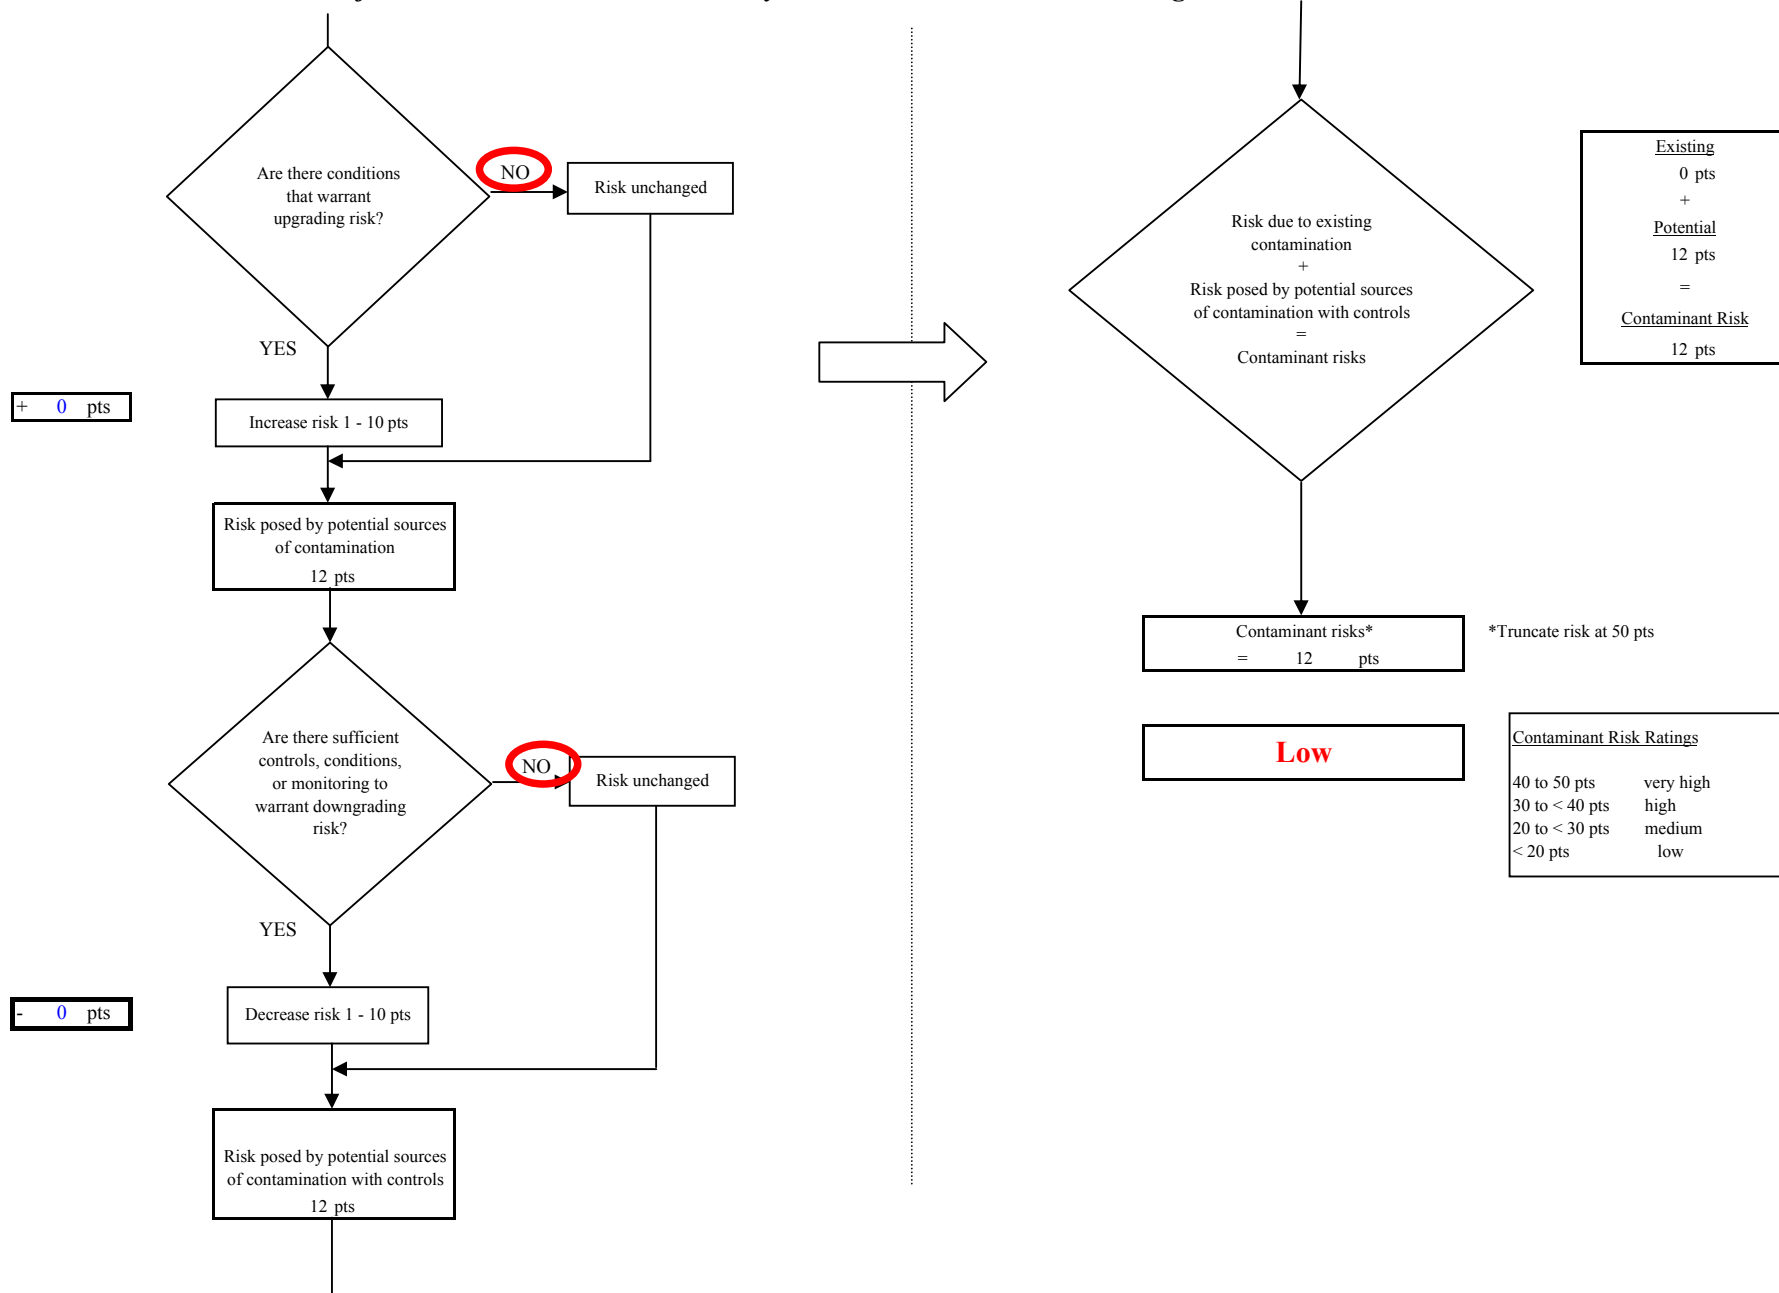 Are there conditions
that warrant
upgrading risk?
NO
Risk unchanged
YES
+ 0 pts
Increase risk 1 - 10 pts
Risk posed by potential sources
of contamination
12 pts
Are there sufficient
controls, conditions,
or monitoring to
warrant downgrading
risk?
NO
Risk unchanged
YES
- 0 pts
Decrease risk 1 - 10 pts
Risk posed by potential sources
of contamination with controls
12 pts
Risk due to existing
contamination
+
Risk posed by potential sources
of contamination with controls
=
Contaminant risks
Existing
0 pts
+
Potential
12 pts
=
Contaminant Risk
12 pts
Contaminant risks*
= 12 pts
*Truncate risk at 50 pts
Low
Contaminant Risk Ratings
40 to 50 pts very high
30 to < 40 pts high
20 to < 30 pts medium
< 20 pts low